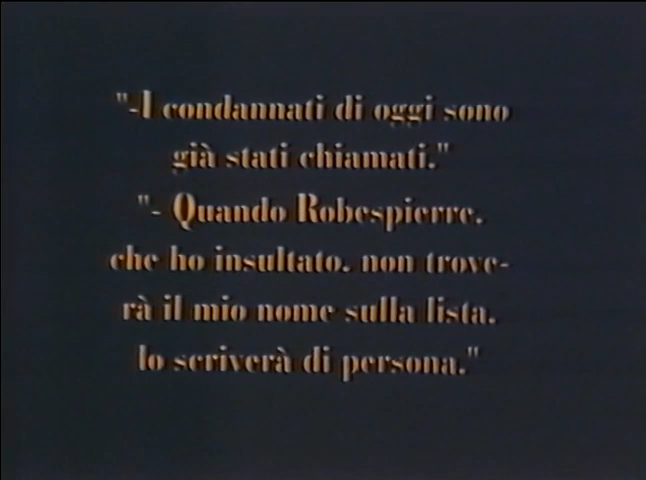 "-I condannati di oggi sono
già stati chiamati."
"- Quando Robespierre,
che ho insultato, non trove-
rà il mio nome sulla lista,
lo scriverà di persona."